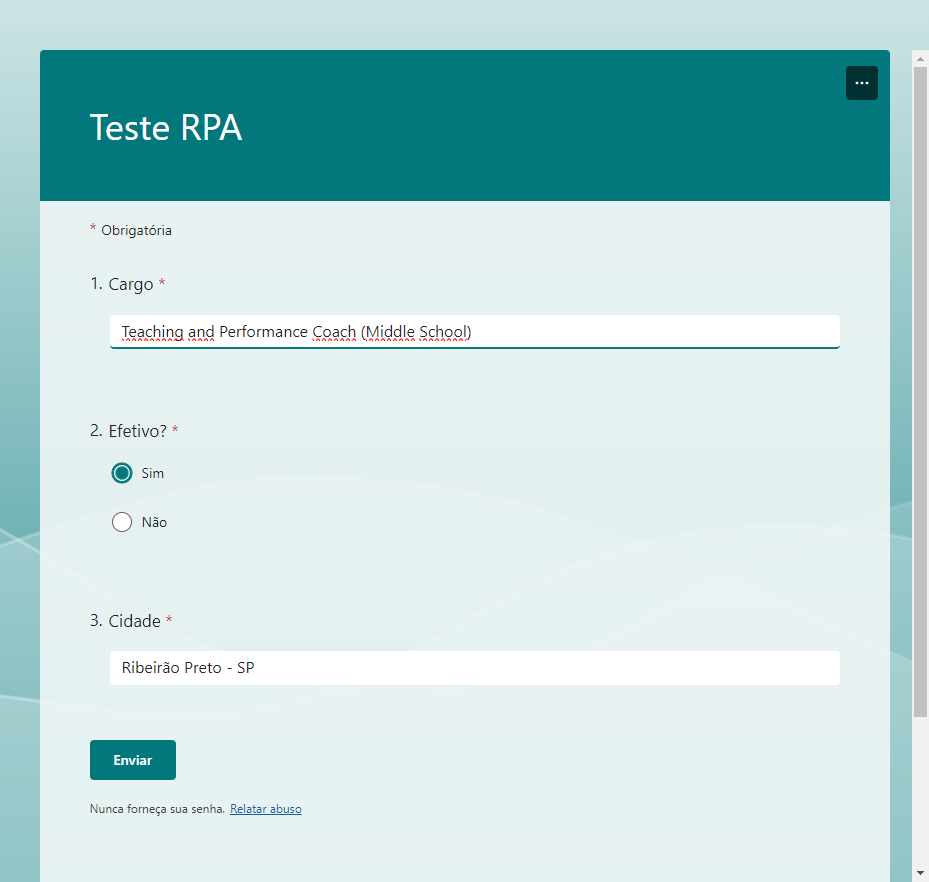 ...
Teste RPA
* Obrigatória
1. Cargo *
Teaching and Performance Coach (Middle School)
2. Efetivo? *
Sim
Não
3. Cidade *
Ribeirão Preto - SP
Enviar
Nunca forneça sua senha. Relatar abuso